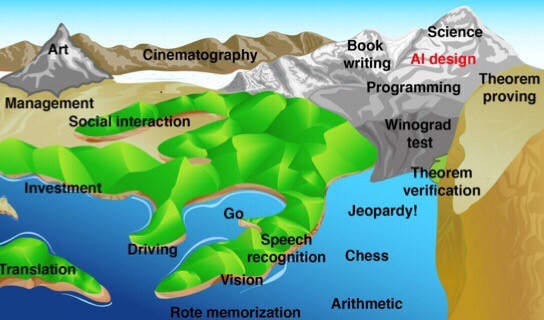 Science
Art
Book
writing
Cinematography
AI design
Theorem
proving
Programming
Management
Social interaction
Winograd
test
Theorem
verification
Investment
Go
Jeopardy!
Driving
Speech
recognition
Chess
Translation
Vision
Arithmetic
Rote memorization